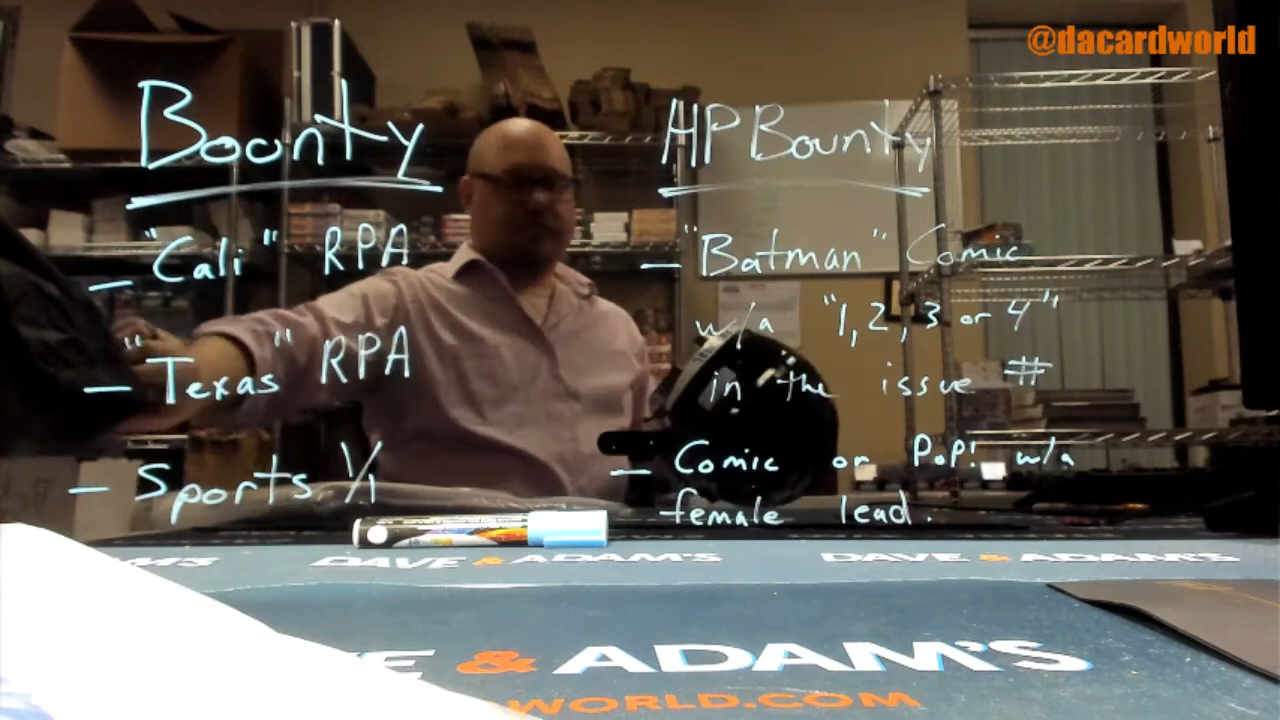 @dacardworld
Bounty
- "Cali" RPA
- "Texas" RPA
- Sports 1/1
HP Bounty
- "Batman" Comic
w/a "1, 2, 3 or 4"
in the issue #
- Comic or PoP! w/a
female lead.
M'S DAVE & ADAM'S DAVE & ADAM'S
VE & ADAM'S
WORLD.COM